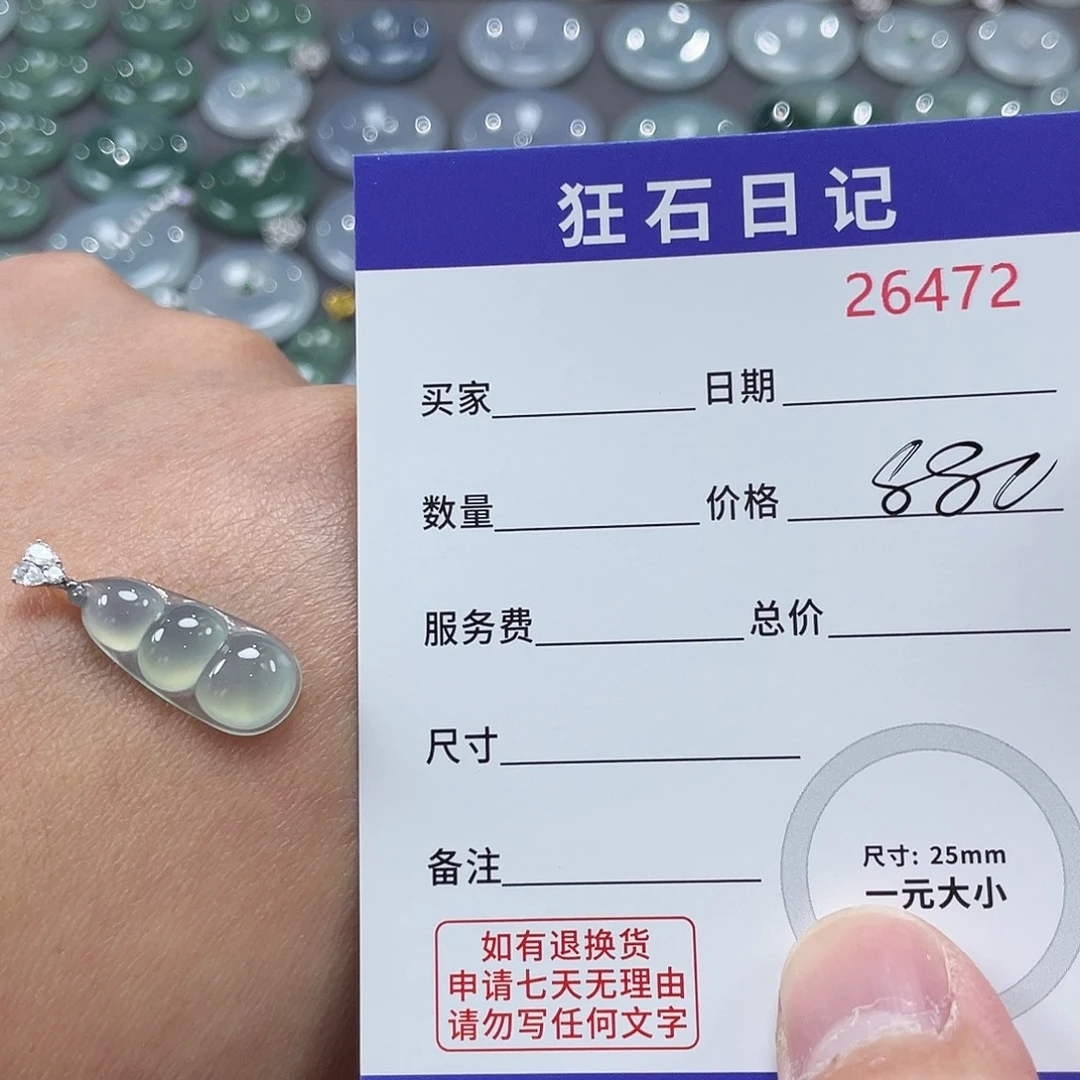 狂石日记
26472
买家 日期
数量 价格 880
服务费 总价
尺寸
备注
尺寸: 25mm
一元大小
如有退换货
申请七天无理由
请勿写任何文字